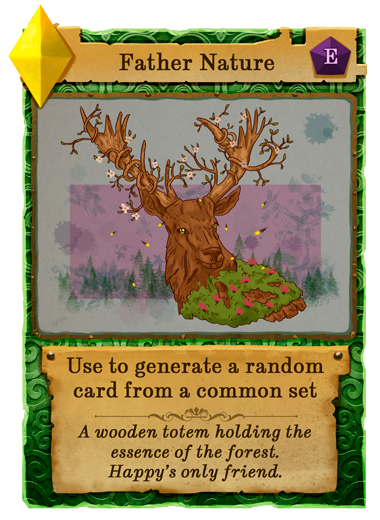 Father Nature
E
Use to generate a random
card from a common set
A wooden totem holding the
essence of the forest.
Happy's only friend.